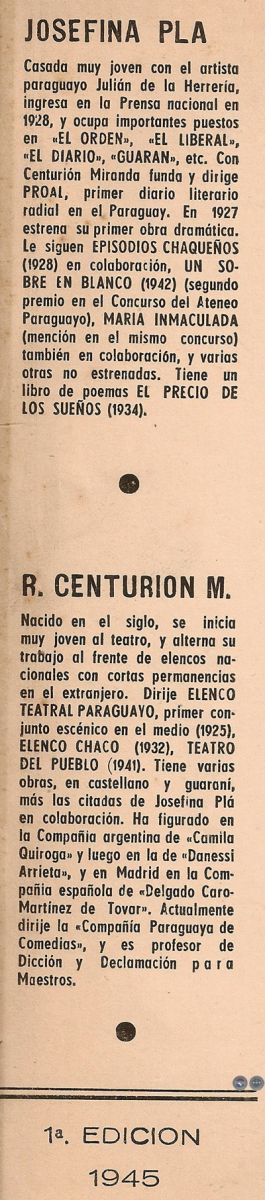 JOSEFINA PLA
Casada muy joven con el artista
paraguayo Julián de la Herrería,
ingresa en la Prensa nacional en
1928, y ocupa importantes puestos
en «EL ORDEN», «EL LIBERAL»,
«EL DIARIO», «GUARAN», etc. Con
Centurión Miranda funda y dirige
PROAL, primer diario literario
radial en el Paraguay. En 1927
estrena su primer obra dramática.
Le siguen EPISODIOS CHAQUEÑOS
(1928) en colaboración, UN SO-
BRE EN BLANCO (1942) (segundo
premio en el Concurso del Ateneo
Paraguayo), MARIA INMACULADA
(mención en el mismo concurso)
también en colaboración, y varias
otras no estrenadas. Tiene un
libro de poemas EL PRECIO DE
LOS SUEÑOS (1934).
R. CENTURION M.
Nacido en el siglo, se inicia
muy joven al teatro, y alterna su
trabajo al frente de elencos na-
cionales con cortas permanencias
en el extranjero. Dirije ELENCO
TEATRAL PARAGUAYO, primer con-
junto escénico en el medio (1925),
ELENCO CHACO (1932), TEATRO
DEL PUEBLO (1941). Tiene varias
obras, en castellano y guaraní,
más las citadas de Josefina Plá
en colaboración. Ha figurado en
la Compañia argentina de «Camila
Quiroga» y luego en la de «Danessi
Arrieta», y en Madrid en la Com-
pañia española de «Delgado Caro-
Martínez de Tovar». Actualmente
dirije la «Compañía Paraguaya de
Comedias», y es profesor de
Dicción y Declamación para
Maestros.
1ª. EDICION
1945